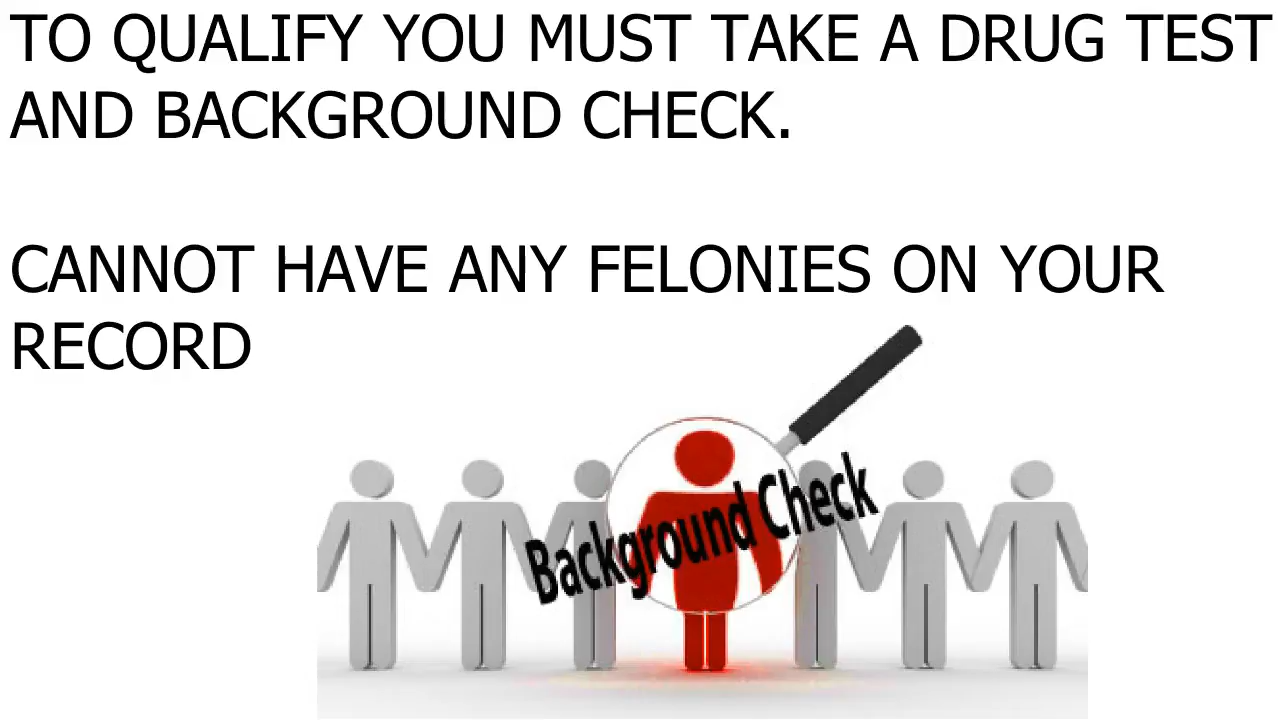 TO QUALIFY YOU MUST TAKE A DRUG TEST
AND BACKGROUND CHECK.
CANNOT HAVE ANY FELONIES ON YOUR
RECORD
Background Check